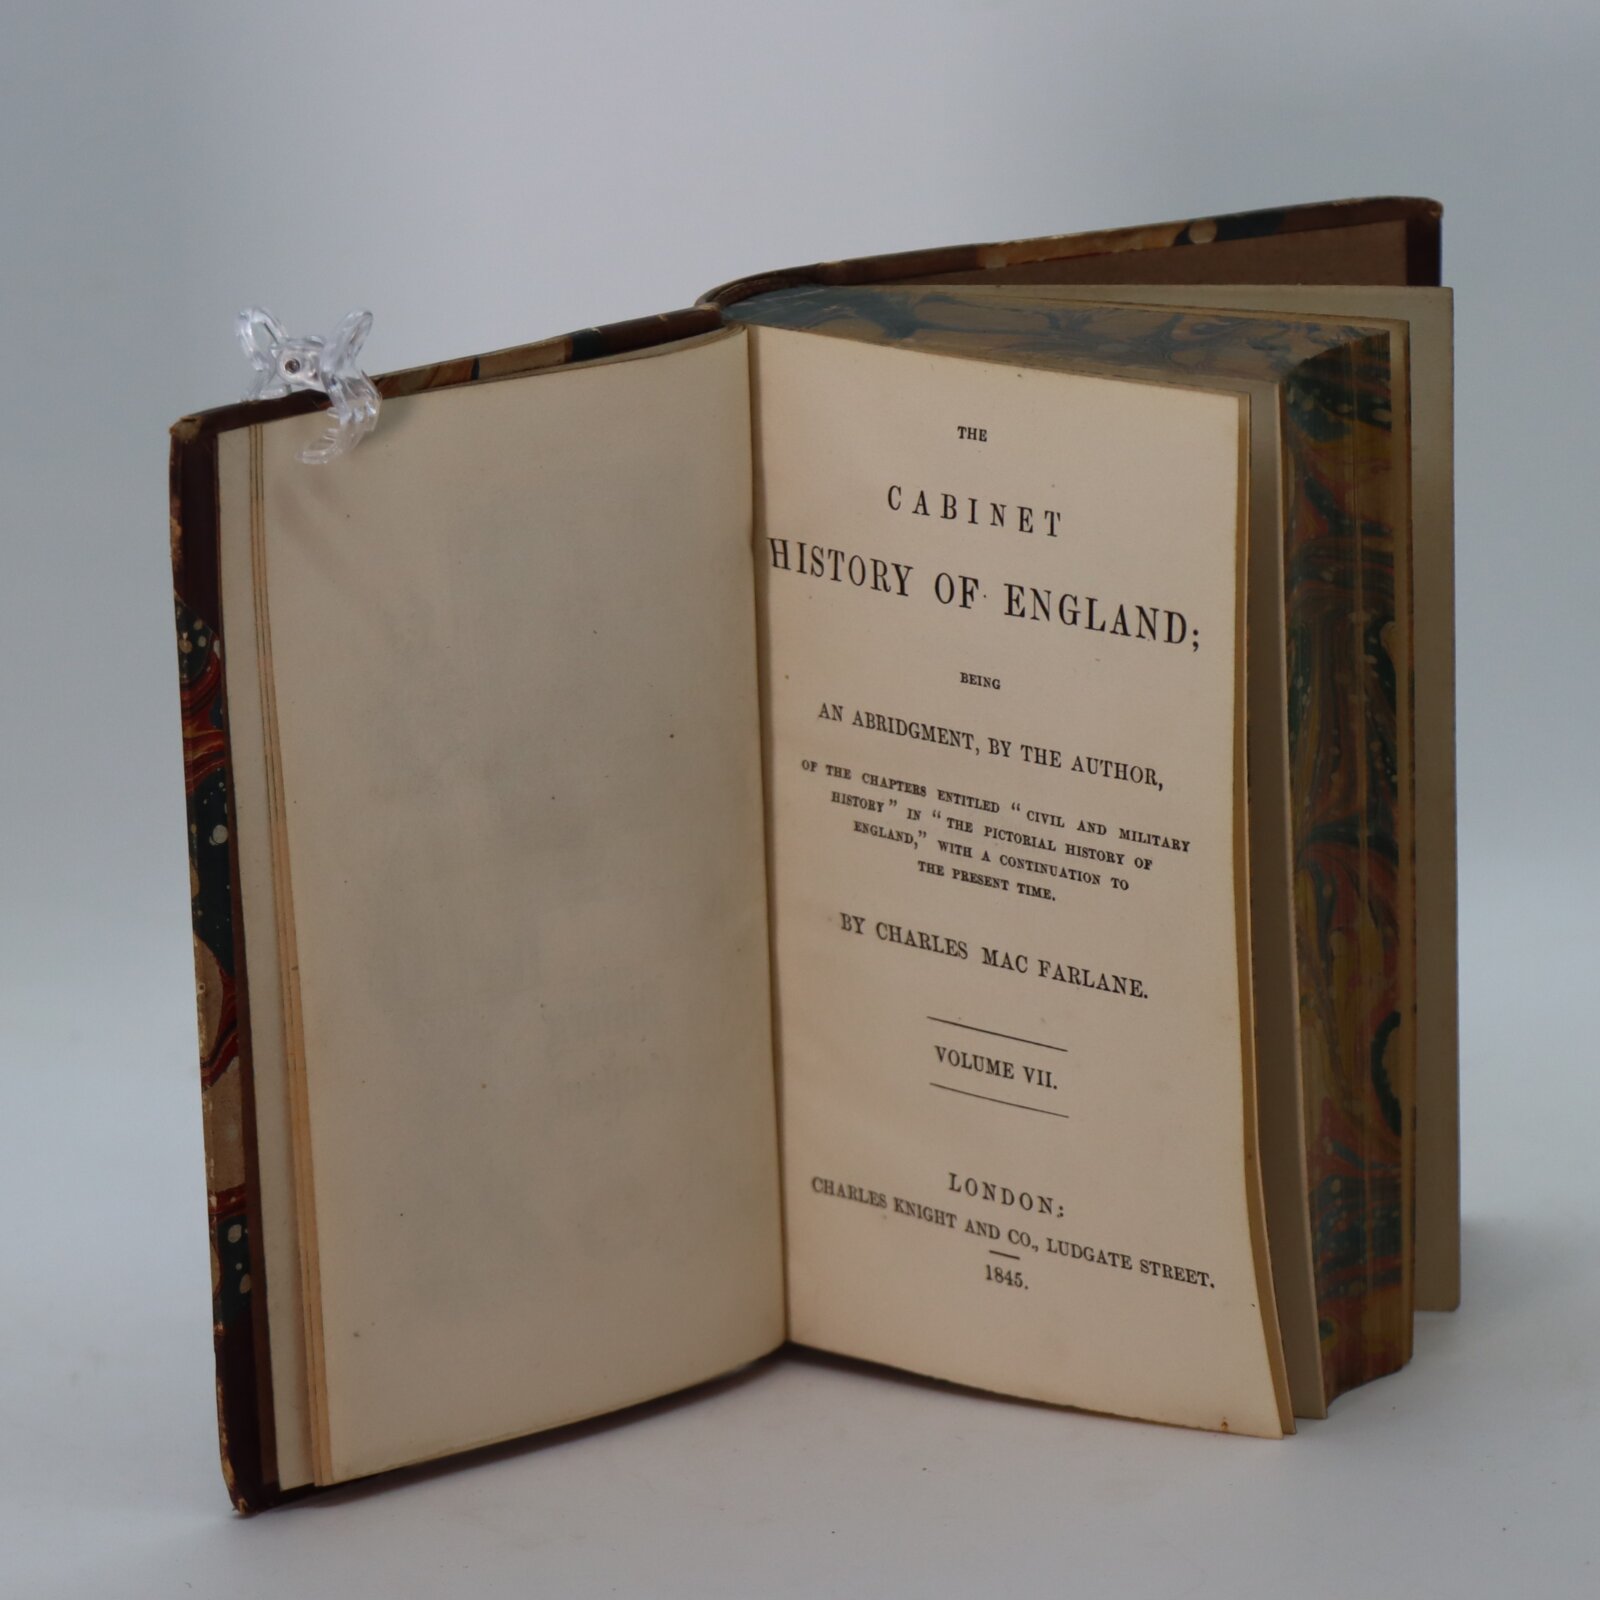 THE
CABINET
HISTORY OF ENGLAND;
BEING
AN ABRIDGMENT, BY THE AUTHOR,
OF THE CHAPTERS ENTITLED “ CIVIL AND MILITARY
HISTORY ” IN “ THE PICTORIAL HISTORY OF
ENGLAND,” WITH A CONTINUATION TO
THE PRESENT TIME.
BY CHARLES MAC FARLANE.
VOLUME VII.
LONDON:
CHARLES KNIGHT AND CO., LUDGATE STREET.
1845.